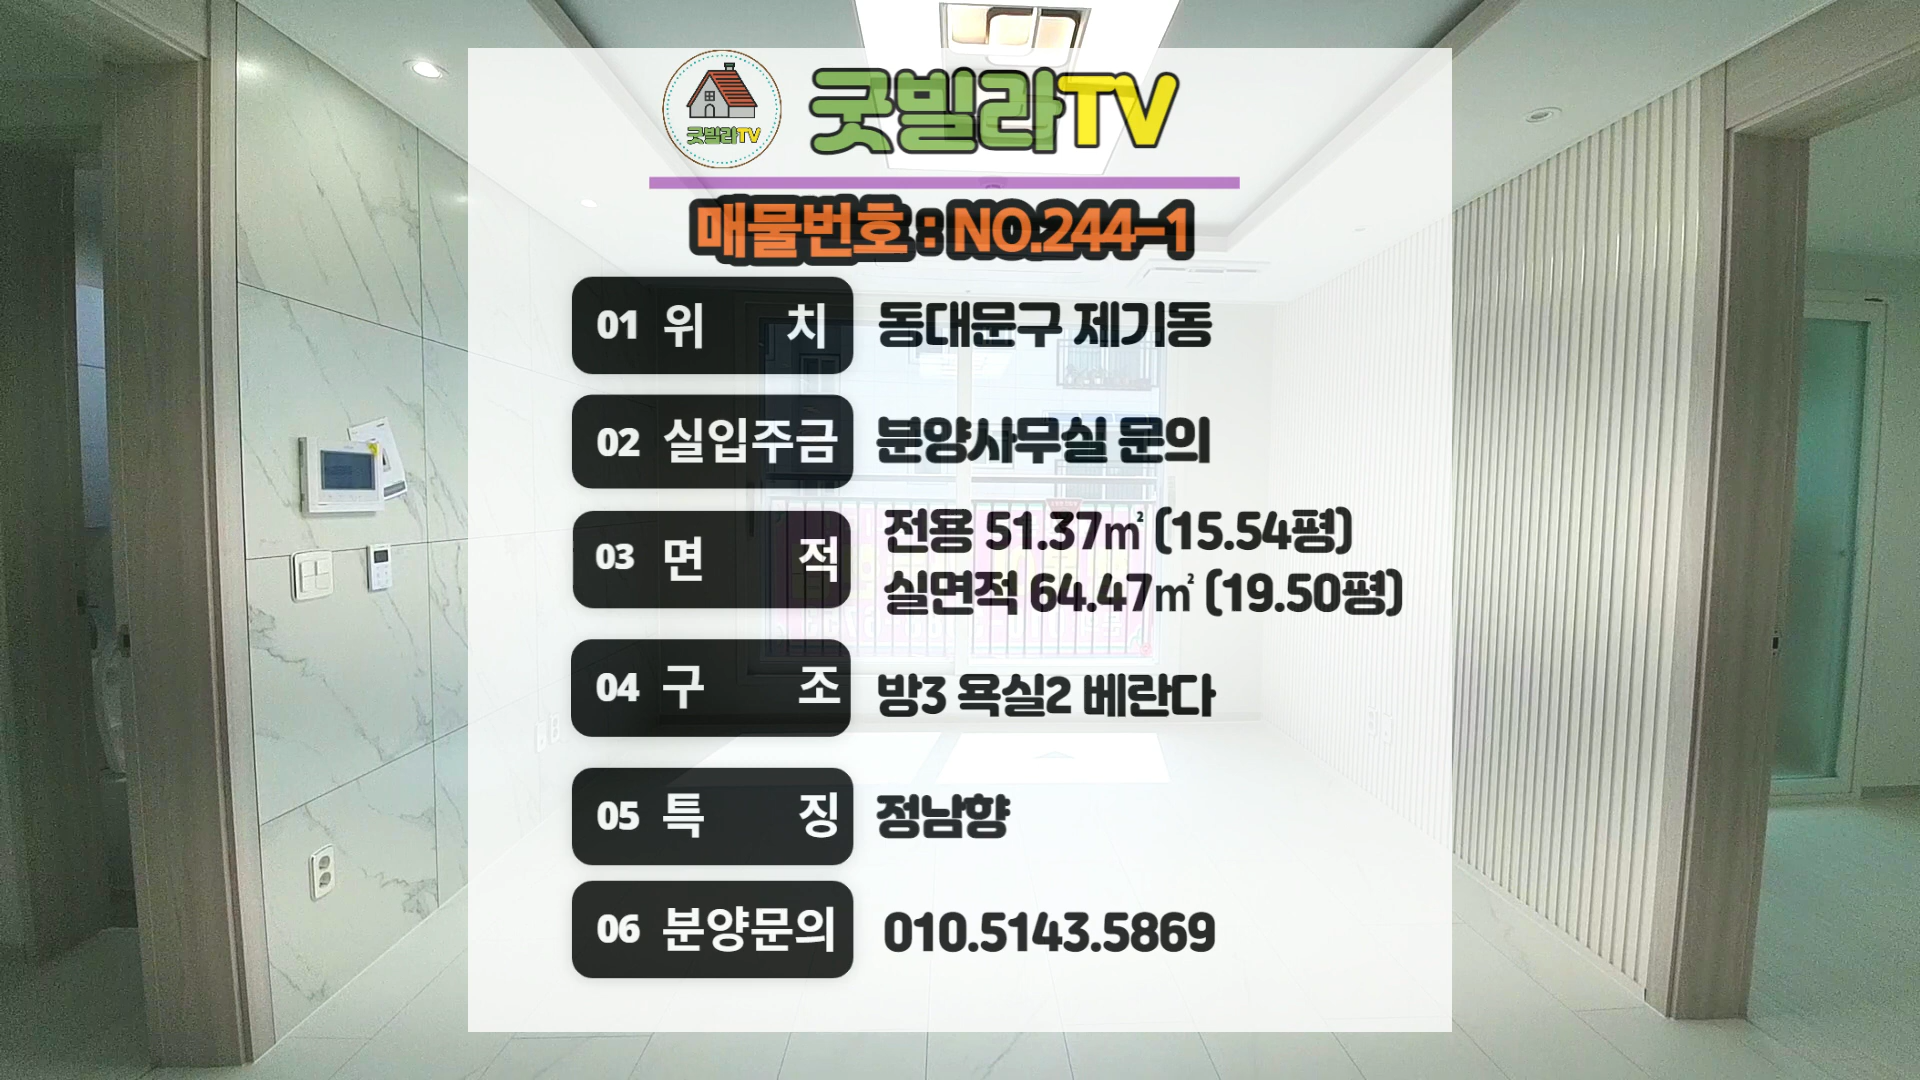 굿빌라TV
굿빌라TV
매물번호 : NO.244-1
01 위 치 동대문구 제기동
02 실입주금 분양사무실 문의
03 면 적 전용 51.37㎡ (15.54평)
실면적 64.47㎡ (19.50평)
04 구 조 방3 욕실2 베란다
05 특 징 정남향
06 분양문의 010.5143.5869